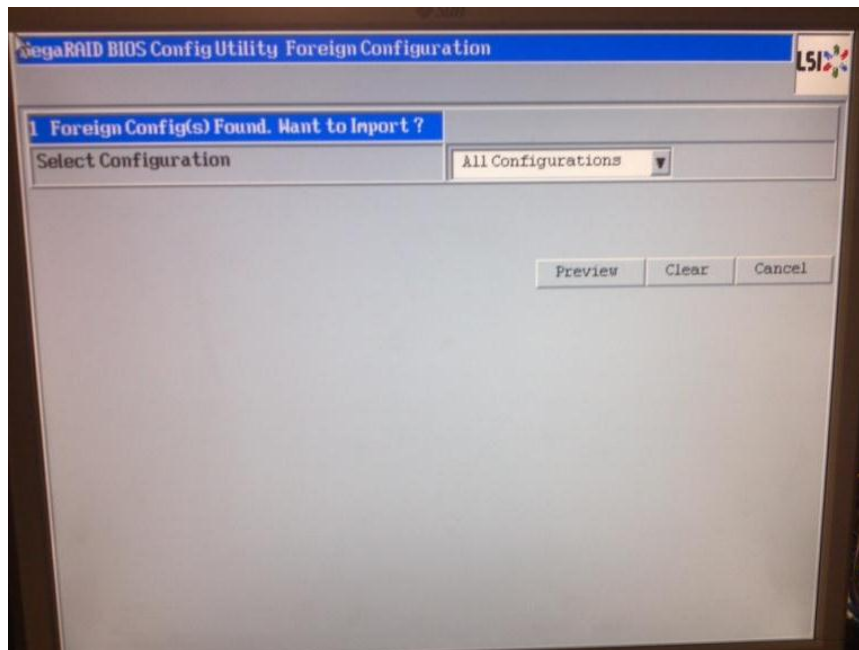 MegaRAID BIOS Config Utility Foreign Configuration
LSI
1 Foreign Config(s) Found. Want to Import ?
Select Configuration
All Configurations
Preview Clear Cancel